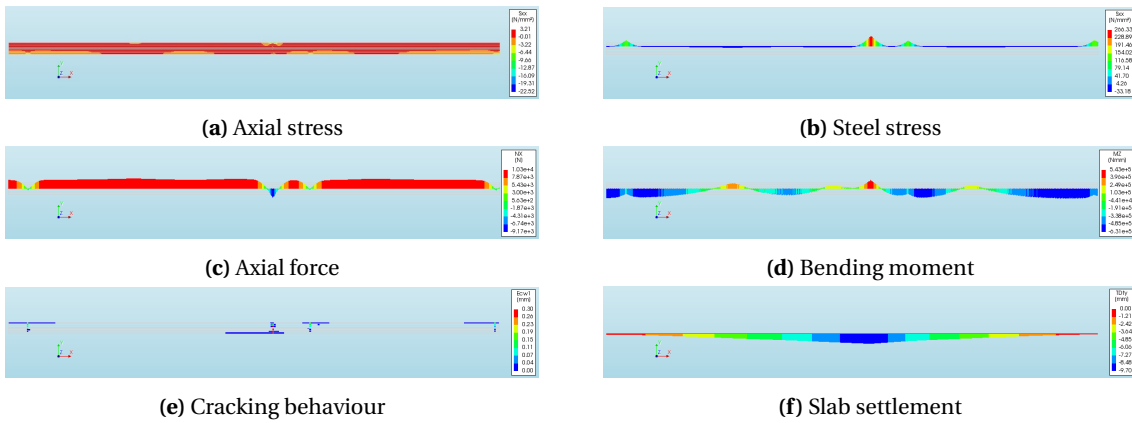 Sxx
(N/mm²)
3.21
-0.01
-3.22
-6.44
-9.66
-12.87
-16.09
-19.31
-22.52
Y
Z X
(a) Axial stress
Sxx
(N/mm²)
266.33
228.89
191.46
154.02
116.58
79.14
41.70
4.26
-33.18
Y
Z X
(b) Steel stress
NX
(N)
1.03e+4
7.87e+3
5.43e+3
3.00e+3
5.63e+2
-1.87e+3
-4.31e+3
-6.74e+3
-9.17e+3
Y
Z X
(c) Axial force
MZ
(Nmm)
5.43e+5
3.96e+5
2.49e+5
1.03e+5
-4.41e+4
-1.91e+5
-3.38e+5
-4.85e+5
-6.31e+5
Y
Z X
(d) Bending moment
Ecw1
(mm)
0.30
0.26
0.23
0.19
0.15
0.11
0.07
0.04
0.00
Y
Z X
(e) Cracking behaviour
TDty
(mm)
0.00
-1.21
-2.42
-3.64
-4.85
-6.06
-7.27
-8.48
-9.70
Y
Z X
(f) Slab settlement